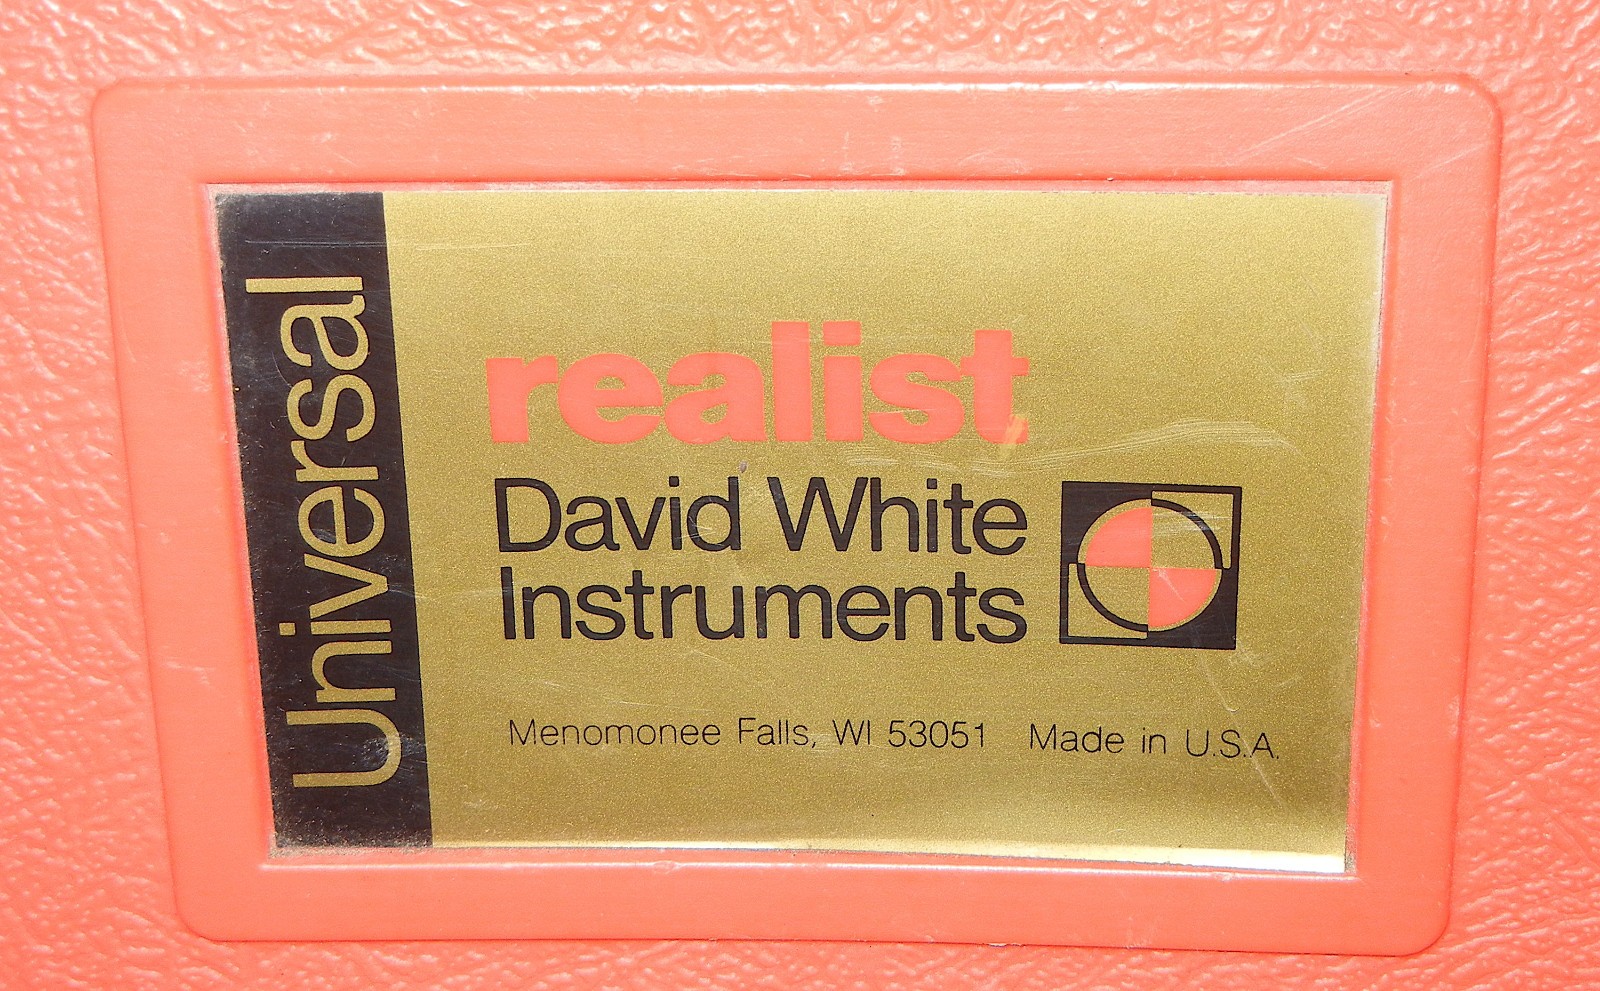 Universal
realist
David White
Instruments
Menomonee Falls, WI 53051 Made in U.S.A.